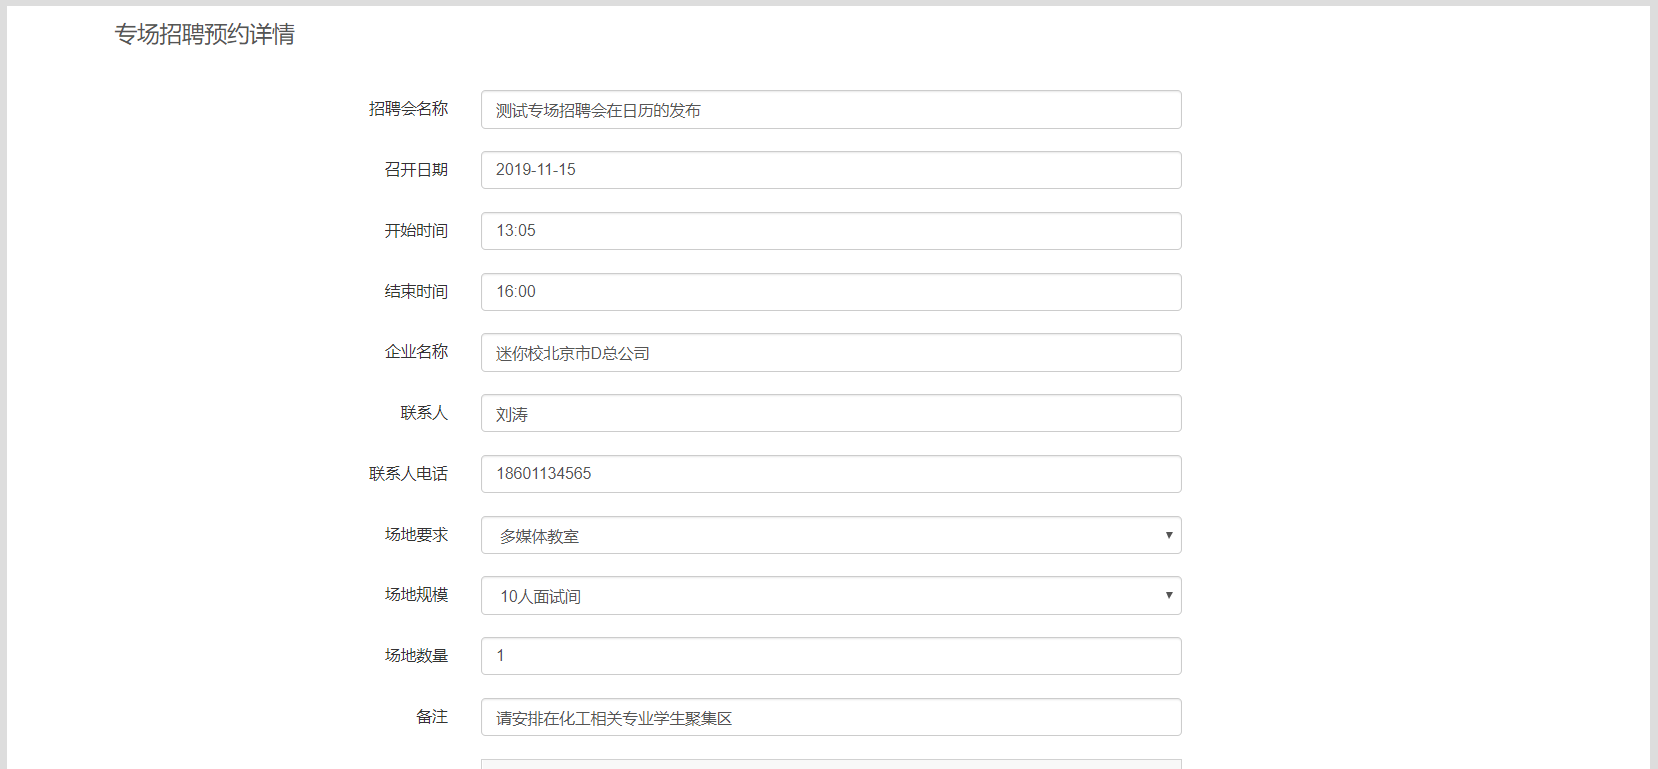 专场招聘预约详情
招聘会名称 测试专场招聘会在日历的发布
召开日期 2019-11-15
开始时间 13:05
结束时间 16:00
企业名称 迷你校北京市D总公司
联系人 刘涛
联系人电话 18601134565
场地要求 多媒体教室
场地规模 10人面试间
场地数量 1
备注 请安排在化工相关专业学生聚集区